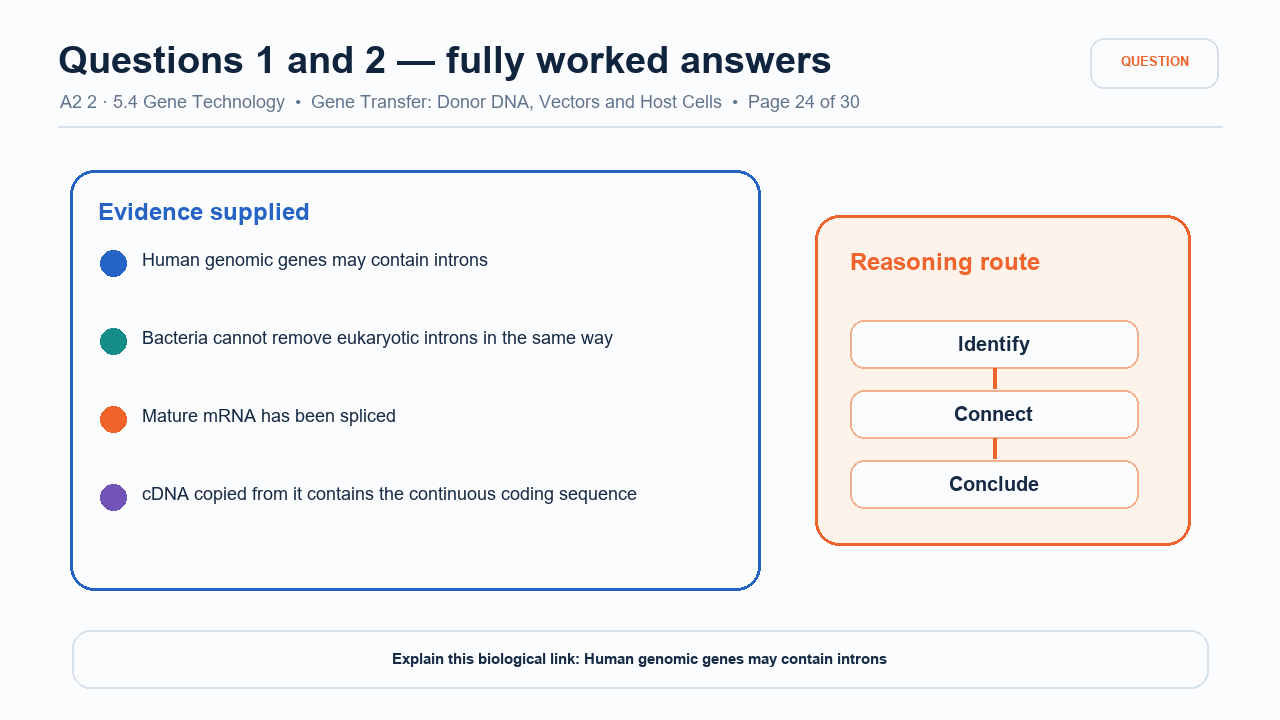 Questions 1 and 2 — fully worked answers
QUESTION
A2 2 · 5.4 Gene Technology • Gene Transfer: Donor DNA, Vectors and Host Cells • Page 24 of 30
Evidence supplied
Human genomic genes may contain introns
Bacteria cannot remove eukaryotic introns in the same way
Mature mRNA has been spliced
cDNA copied from it contains the continuous coding sequence
Reasoning route
Identify
Connect
Conclude
Explain this biological link: Human genomic genes may contain introns